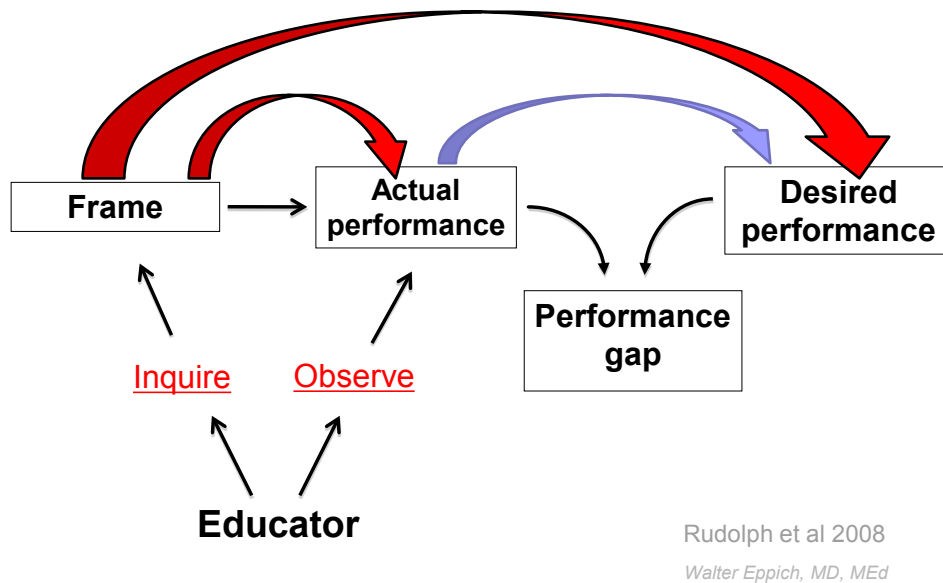 Frame
Actual
performance
Desired
performance
Performance
gap
Inquire
Observe
Educator
Rudolph et al 2008
Walter Eppich, MD, MEd